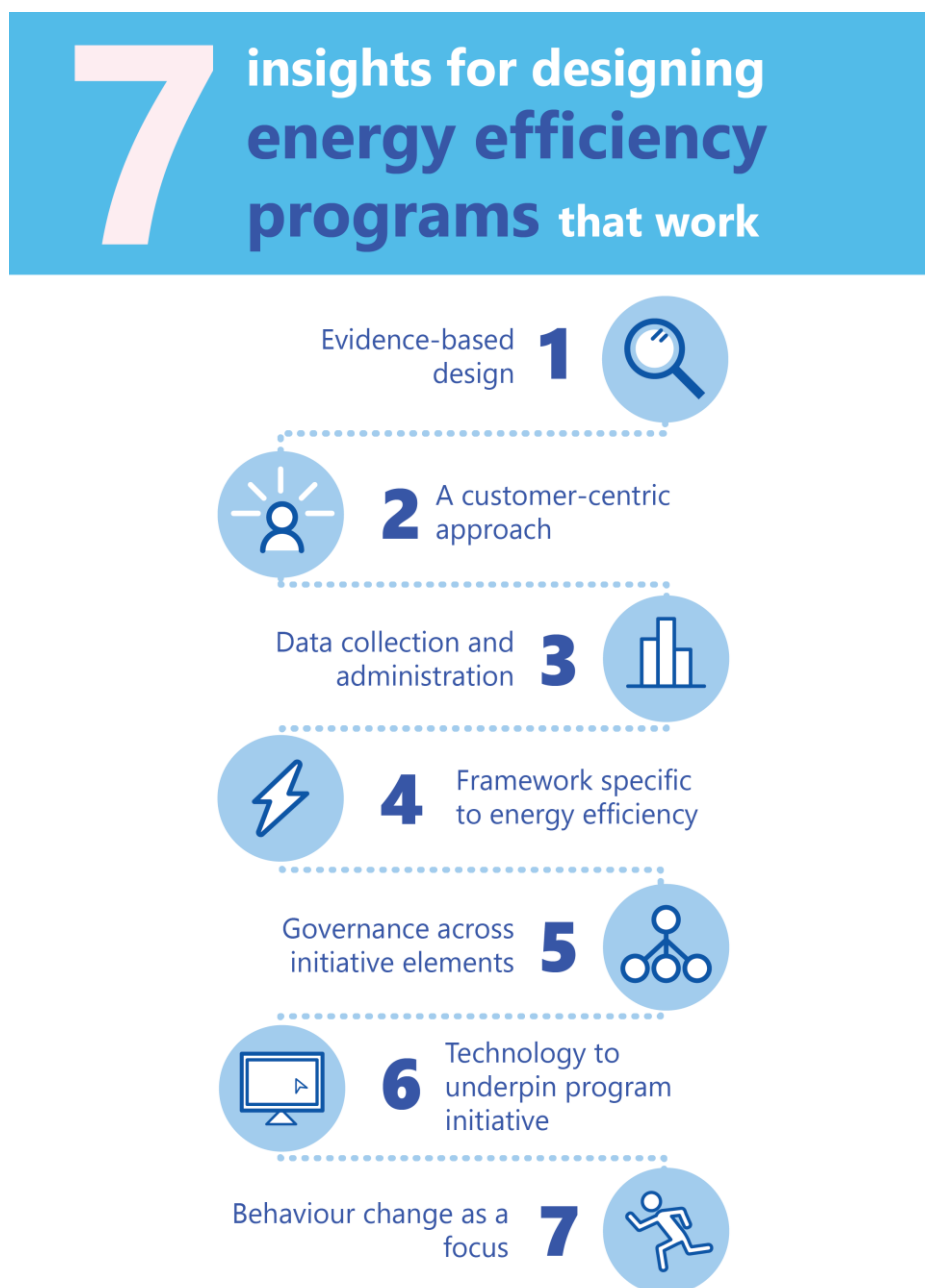 7
insights for designing
energy efficiency
programs that work
Evidence-based
design
1
2
A customer-centric
approach
Data collection and
administration
3
4
Framework specific
to energy efficiency
Governance across
initiative elements
5
6
Technology to
underpin program
initiative
Behaviour change as a
focus
7